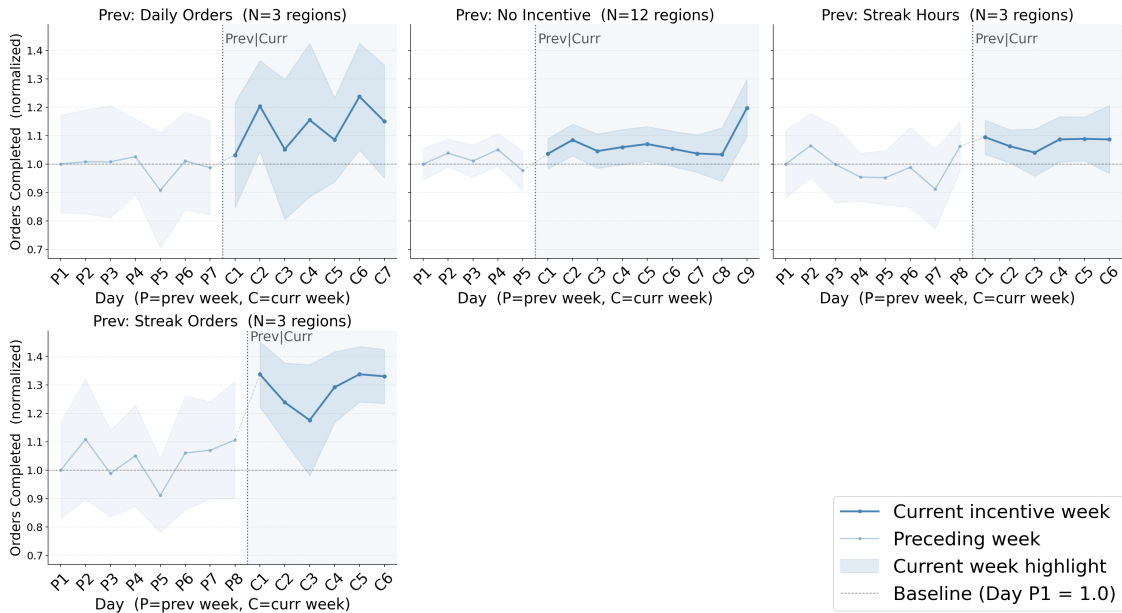 Prev: Daily Orders  (N=3 regions)
Prev|Curr
Orders Completed  (normalized)
1.4
1.3
1.2
1.1
1.0
0.9
0.8
0.7
P1 P2 P3 P4 P5 P6 P7 C1 C2 C3 C4 C5 C6 C7
Day  (P=prev week, C=curr week)
Prev: No Incentive  (N=12 regions)
Prev|Curr
P1 P2 P3 P4 P5 C1 C2 C3 C4 C5 C6 C7 C8 C9
Day  (P=prev week, C=curr week)
Prev: Streak Hours  (N=3 regions)
Prev|Curr
P1 P2 P3 P4 P5 P6 P7 P8 C1 C2 C3 C4 C5 C6
Day  (P=prev week, C=curr week)
Prev: Streak Orders  (N=3 regions)
Prev|Curr
Orders Completed  (normalized)
1.4
1.3
1.2
1.1
1.0
0.9
0.8
0.7
P1 P2 P3 P4 P5 P6 P7 P8 C1 C2 C3 C4 C5 C6
Day  (P=prev week, C=curr week)
Current incentive week
Preceding week
Current week highlight
Baseline (Day P1 = 1.0)